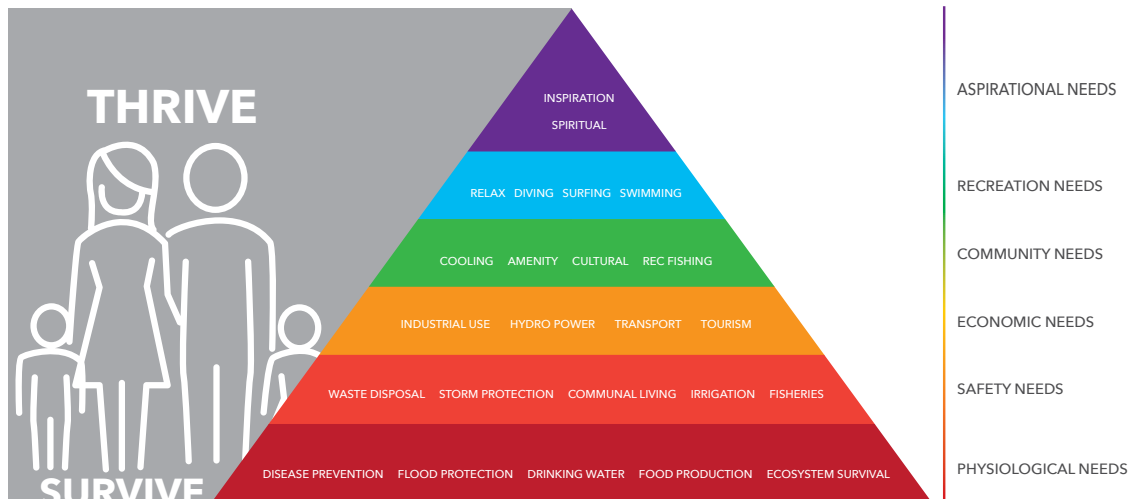 THRIVE
INSPIRATION
SPIRITUAL
ASPIRATIONAL NEEDS
RELAX DIVING SURFING SWIMMING
RECREATION NEEDS
COOLING AMENITY CULTURAL REC FISHING
COMMUNITY NEEDS
INDUSTRIAL USE HYDRO POWER TRANSPORT TOURISM
ECONOMIC NEEDS
WASTE DISPOSAL STORM PROTECTION COMMUNAL LIVING IRRIGATION FISHERIES
SAFETY NEEDS
DISEASE PREVENTION FLOOD PROTECTION DRINKING WATER FOOD PRODUCTION ECOSYSTEM SURVIVAL
PHYSIOLOGICAL NEEDS
SURVIVE